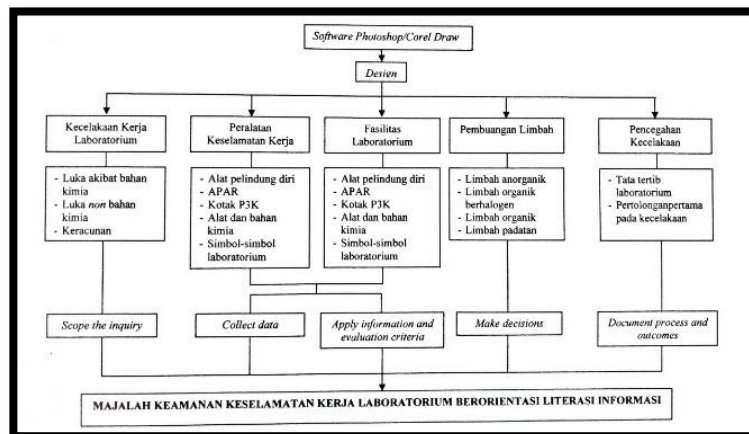 Software Photoshop/Corel Draw
Design
Kecelakaan Kerja
Laboratorium
Peralatan
Keselamatan Kerja
Fasilitas
Laboratorium
Pembuangan Limbah
Pencegahan
Kecelakaan
- Luka akibat bahan
kimia
- Luka non bahan
kimia
- Keracunan
- Alat pelindung diri
- APAR
- Kotak P3K
- Alat dan bahan
kimia
- Simbol-simbol
laboratorium
- Alat pelindung diri
- APAR
- Kotak P3K
- Alat dan bahan
kimia
- Simbol-simbol
laboratorium
- Limbah anorganik
- Limbah organik
berhalogen
- Limbah organik
- Limbah padatan
- Tata tertib
laboratorium
- Pertolonganpertama
pada kecelakaan
Scope the inquiry
Collect data
Apply information and
evaluation criteria
Make decisions
Document process and
outcomes
MAJALAH KEAMANAN KESELAMATAN KERJA LABORATORIUM BERORIENTASI LITERASI INFORMASI